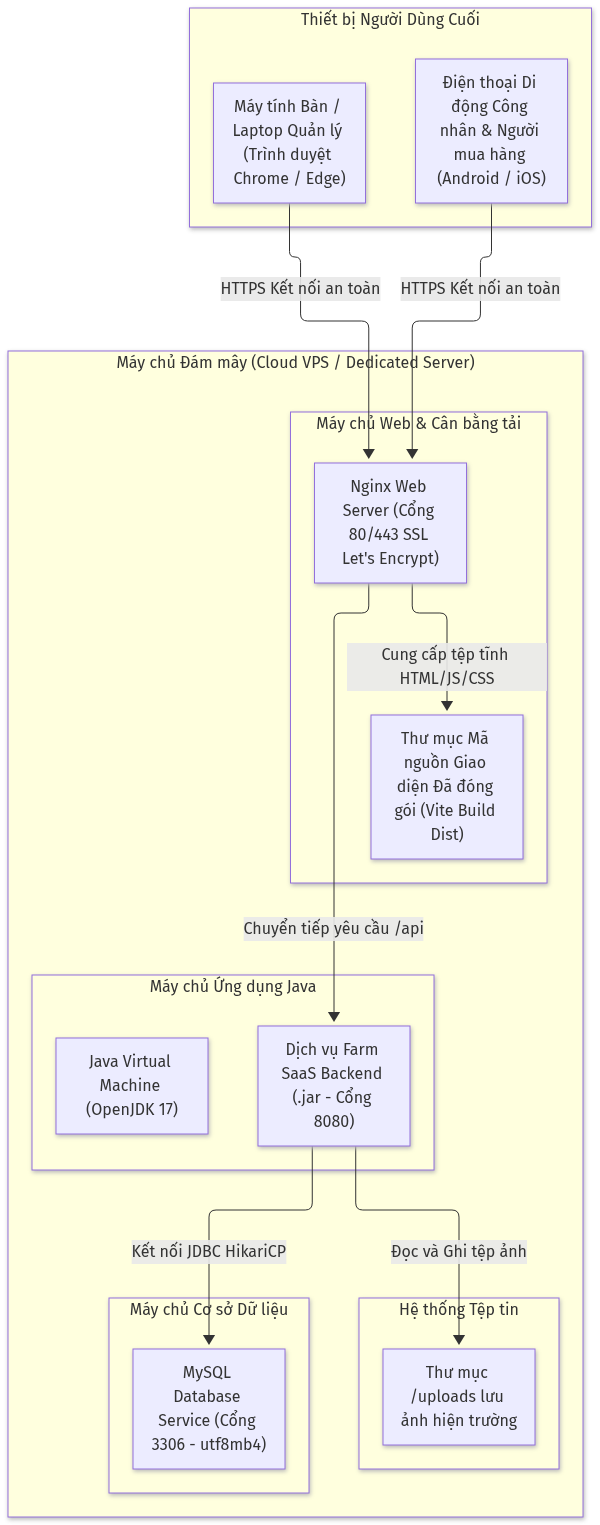 Thiết bị Người Dùng Cuối
Máy tính Bàn /
Laptop Quản lý
(Trình duyệt
Chrome / Edge)
Điện thoại Di
động Công
nhân & Người
mua hàng
(Android / iOS)
HTTPS Kết nối an toàn
HTTPS Kết nối an toàn
Máy chủ Đám mây (Cloud VPS / Dedicated Server)
Máy chủ Web & Cân bằng tải
Nginx Web
Server (Cổng
80/443 SSL
Let's Encrypt)
Cung cấp tệp tĩnh
HTML/JS/CSS
Thư mục Mã
nguồn Giao
diện Đã đóng
gói (Vite Build
Dist)
Chuyển tiếp yêu cầu /api
Máy chủ Ứng dụng Java
Java Virtual
Machine
(OpenJDK 17)
Dịch vụ Farm
SaaS Backend
(.jar - Cổng
8080)
Kết nối JDBC HikariCP
Đọc và Ghi tệp ảnh
Máy chủ Cơ sở Dữ liệu
MySQL
Database
Service (Cổng
3306 - utf8mb4)
Hệ thống Tệp tin
Thư mục
/uploads lưu
ảnh hiện trường